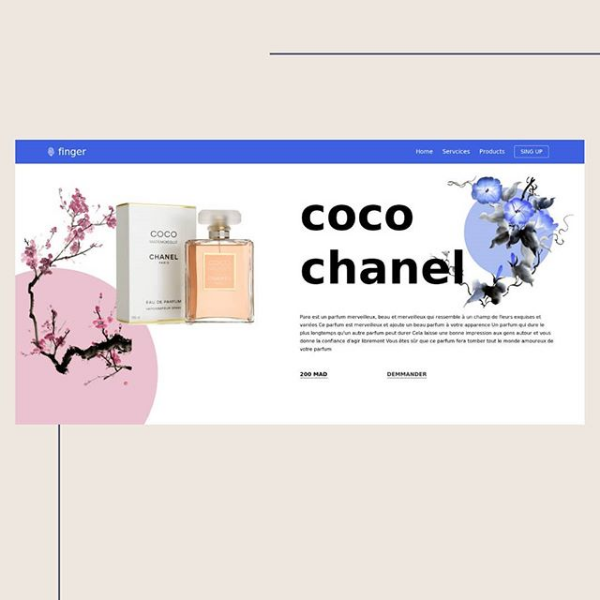 finger
Home Servcices Products SING UP
coco
chanel
COCO
MADEMOISELLE
CHANEL
PARIS
EAU DE PARFUM
Pare est un parfum merveilleux, beau et merveilleux qui ressemble à un champ de fleurs exquises et
variées Ce parfum est merveilleux et ajoute un beau parfum à votre apparence Un parfum qui dure le
plus longtemps qu'un autre parfum peut durer Cela laisse une bonne impression aux gens autour et vous
donne la confiance d'agir librement Vous êtes sûr que ce parfum fera tomber tout le monde amoureux de
votre parfum
200 MAD
DEMMANDER